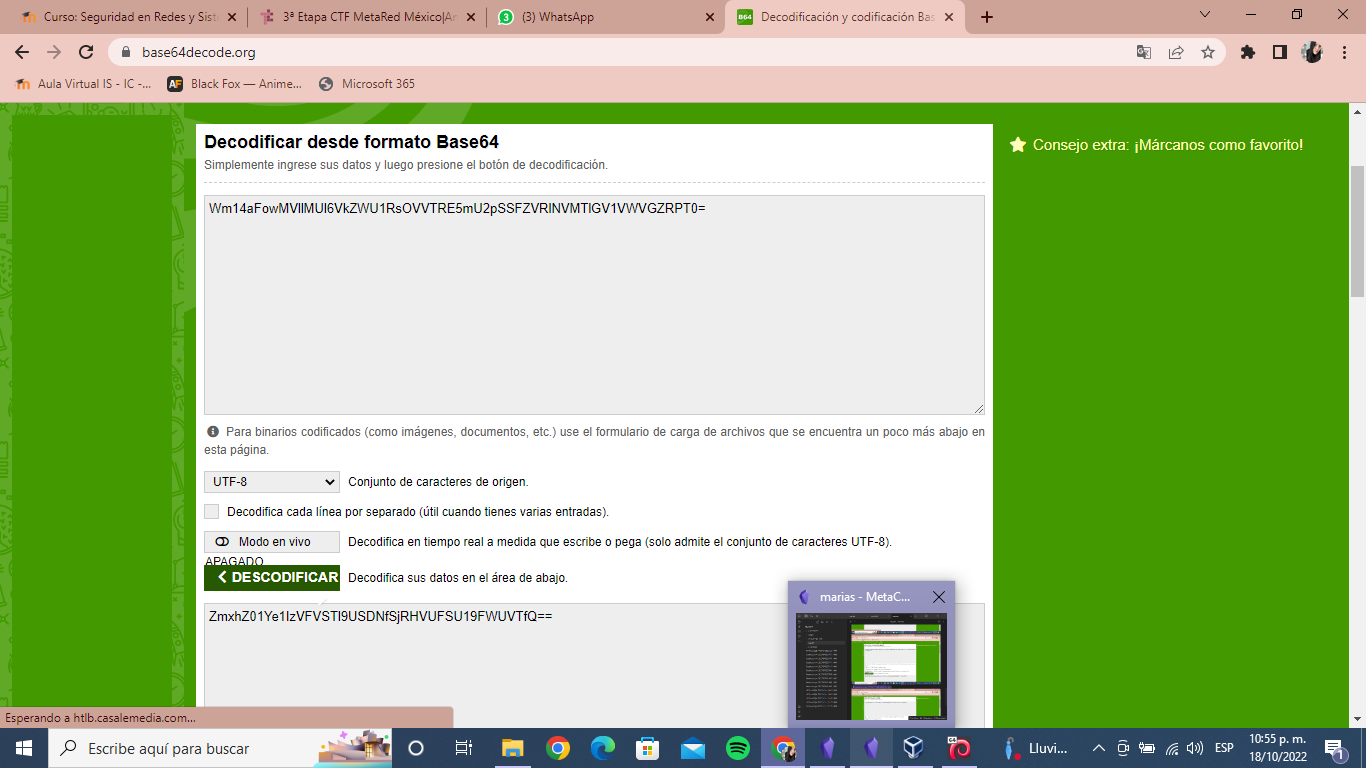 Curso: Seguridad en Redes y Sist
3ª Etapa CTF MetaRed México|An
(3) WhatsApp
Decodificación y codificación Bas
base64decode.org
Aula Virtual IS - IC -...
Black Fox — Anime...
Microsoft 365
Decodificar desde formato Base64
Simplemente ingrese sus datos y luego presione el botón de decodificación.
Consejo extra: ¡Márcanos como favorito!
Wm14aFowMVllMUl6VkZWU1RsOVVTRE5mU2pSSFZVRlNVMTlGV1VWVGZRPT0=
Para binarios codificados (como imágenes, documentos, etc.) use el formulario de carga de archivos que se encuentra un poco más abajo en
esta página.
UTF-8
Conjunto de caracteres de origen.
Decodifica cada línea por separado (útil cuando tienes varias entradas).
Modo en vivo
Decodifica en tiempo real a medida que escribe o pega (solo admite el conjunto de caracteres UTF-8).
APAGADO
DESCODIFICAR
Decodifica sus datos en el área de abajo.
marias - MetaC...
ZmxhZ01Ye1IzVFVSTl9USDNfSjRHVUFSU19FWUVTfQ==
Esperando a htlb.casalemedia.com...
Escribe aquí para buscar
Lluvi...
ESP
10:55 p. m.
18/10/2022
1